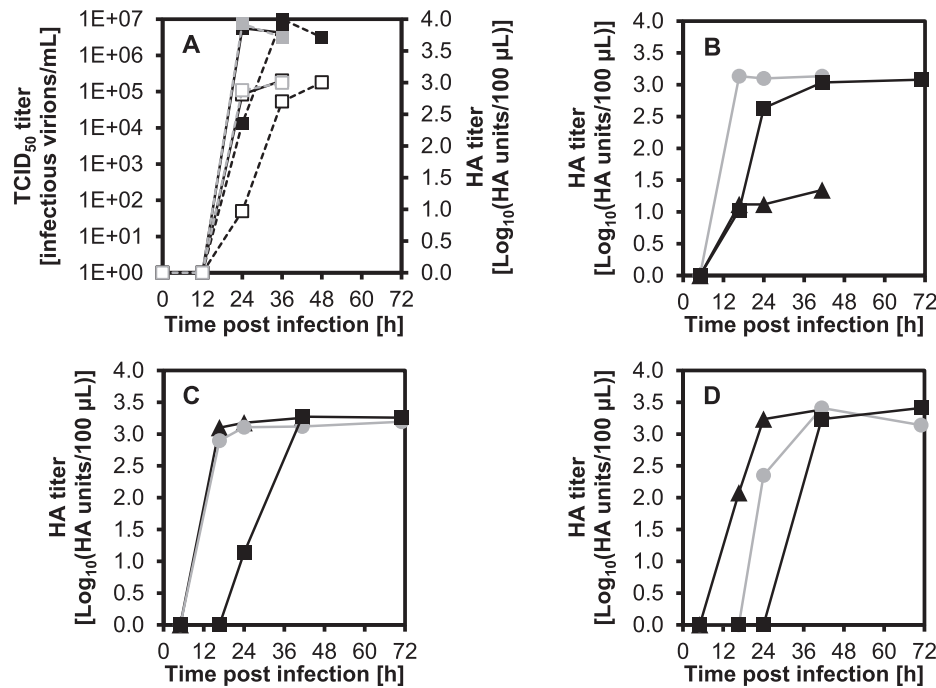 A
TCID50 titer
[infectious virions/mL]
1E+07
1E+06
1E+05
1E+04
1E+03
1E+02
1E+01
1E+00
4.0
3.5
3.0
2.5
2.0
1.5
1.0
0.5
0.0
HA titer
[Log10(HA units/100 µL)]
0 12 24 36 48 60 72
Time post infection [h]
B
HA titer
[Log10(HA units/100 µL)]
4.0
3.5
3.0
2.5
2.0
1.5
1.0
0.5
0.0
0 12 24 36 48 60 72
Time post infection [h]
C
HA titer
[Log10(HA units/100 µL)]
4.0
3.5
3.0
2.5
2.0
1.5
1.0
0.5
0.0
0 12 24 36 48 60 72
Time post infection [h]
D
HA titer
[Log10(HA units/100 µL)]
4.0
3.5
3.0
2.5
2.0
1.5
1.0
0.5
0.0
0 12 24 36 48 60 72
Time post infection [h]